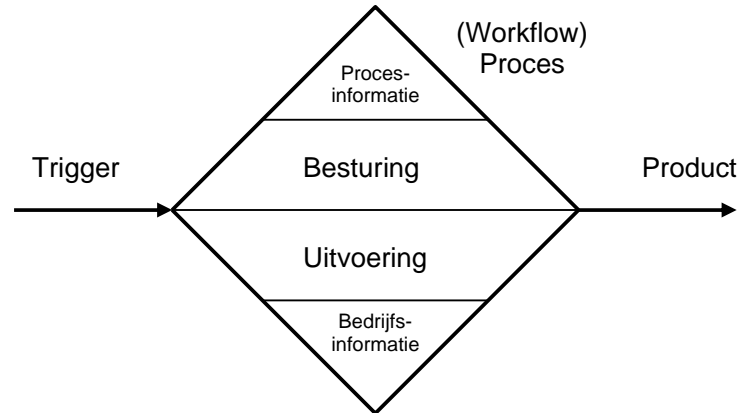 (Workflow)
Proces
Proces-
informatie
Trigger
Besturing
Product
Uitvoering
Bedrijfs-
informatie